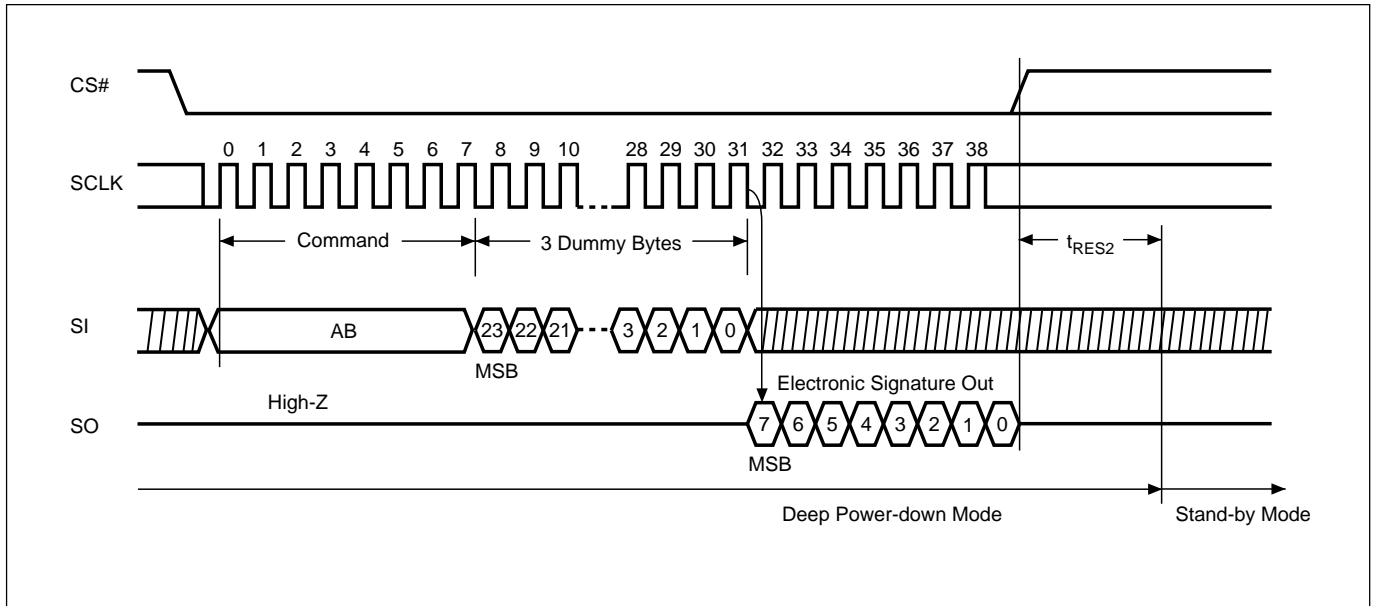 CS#
0 1 2 3 4 5 6 7 8 9 10 28 29 30 31 32 33 34 35 36 37 38
SCLK
Command 3 Dummy Bytes tRES2
SI AB 23 22 21 3 2 1 0
MSB
Electronic Signature Out
High-Z
SO 7 6 5 4 3 2 1 0
MSB
Deep Power-down Mode Stand-by Mode